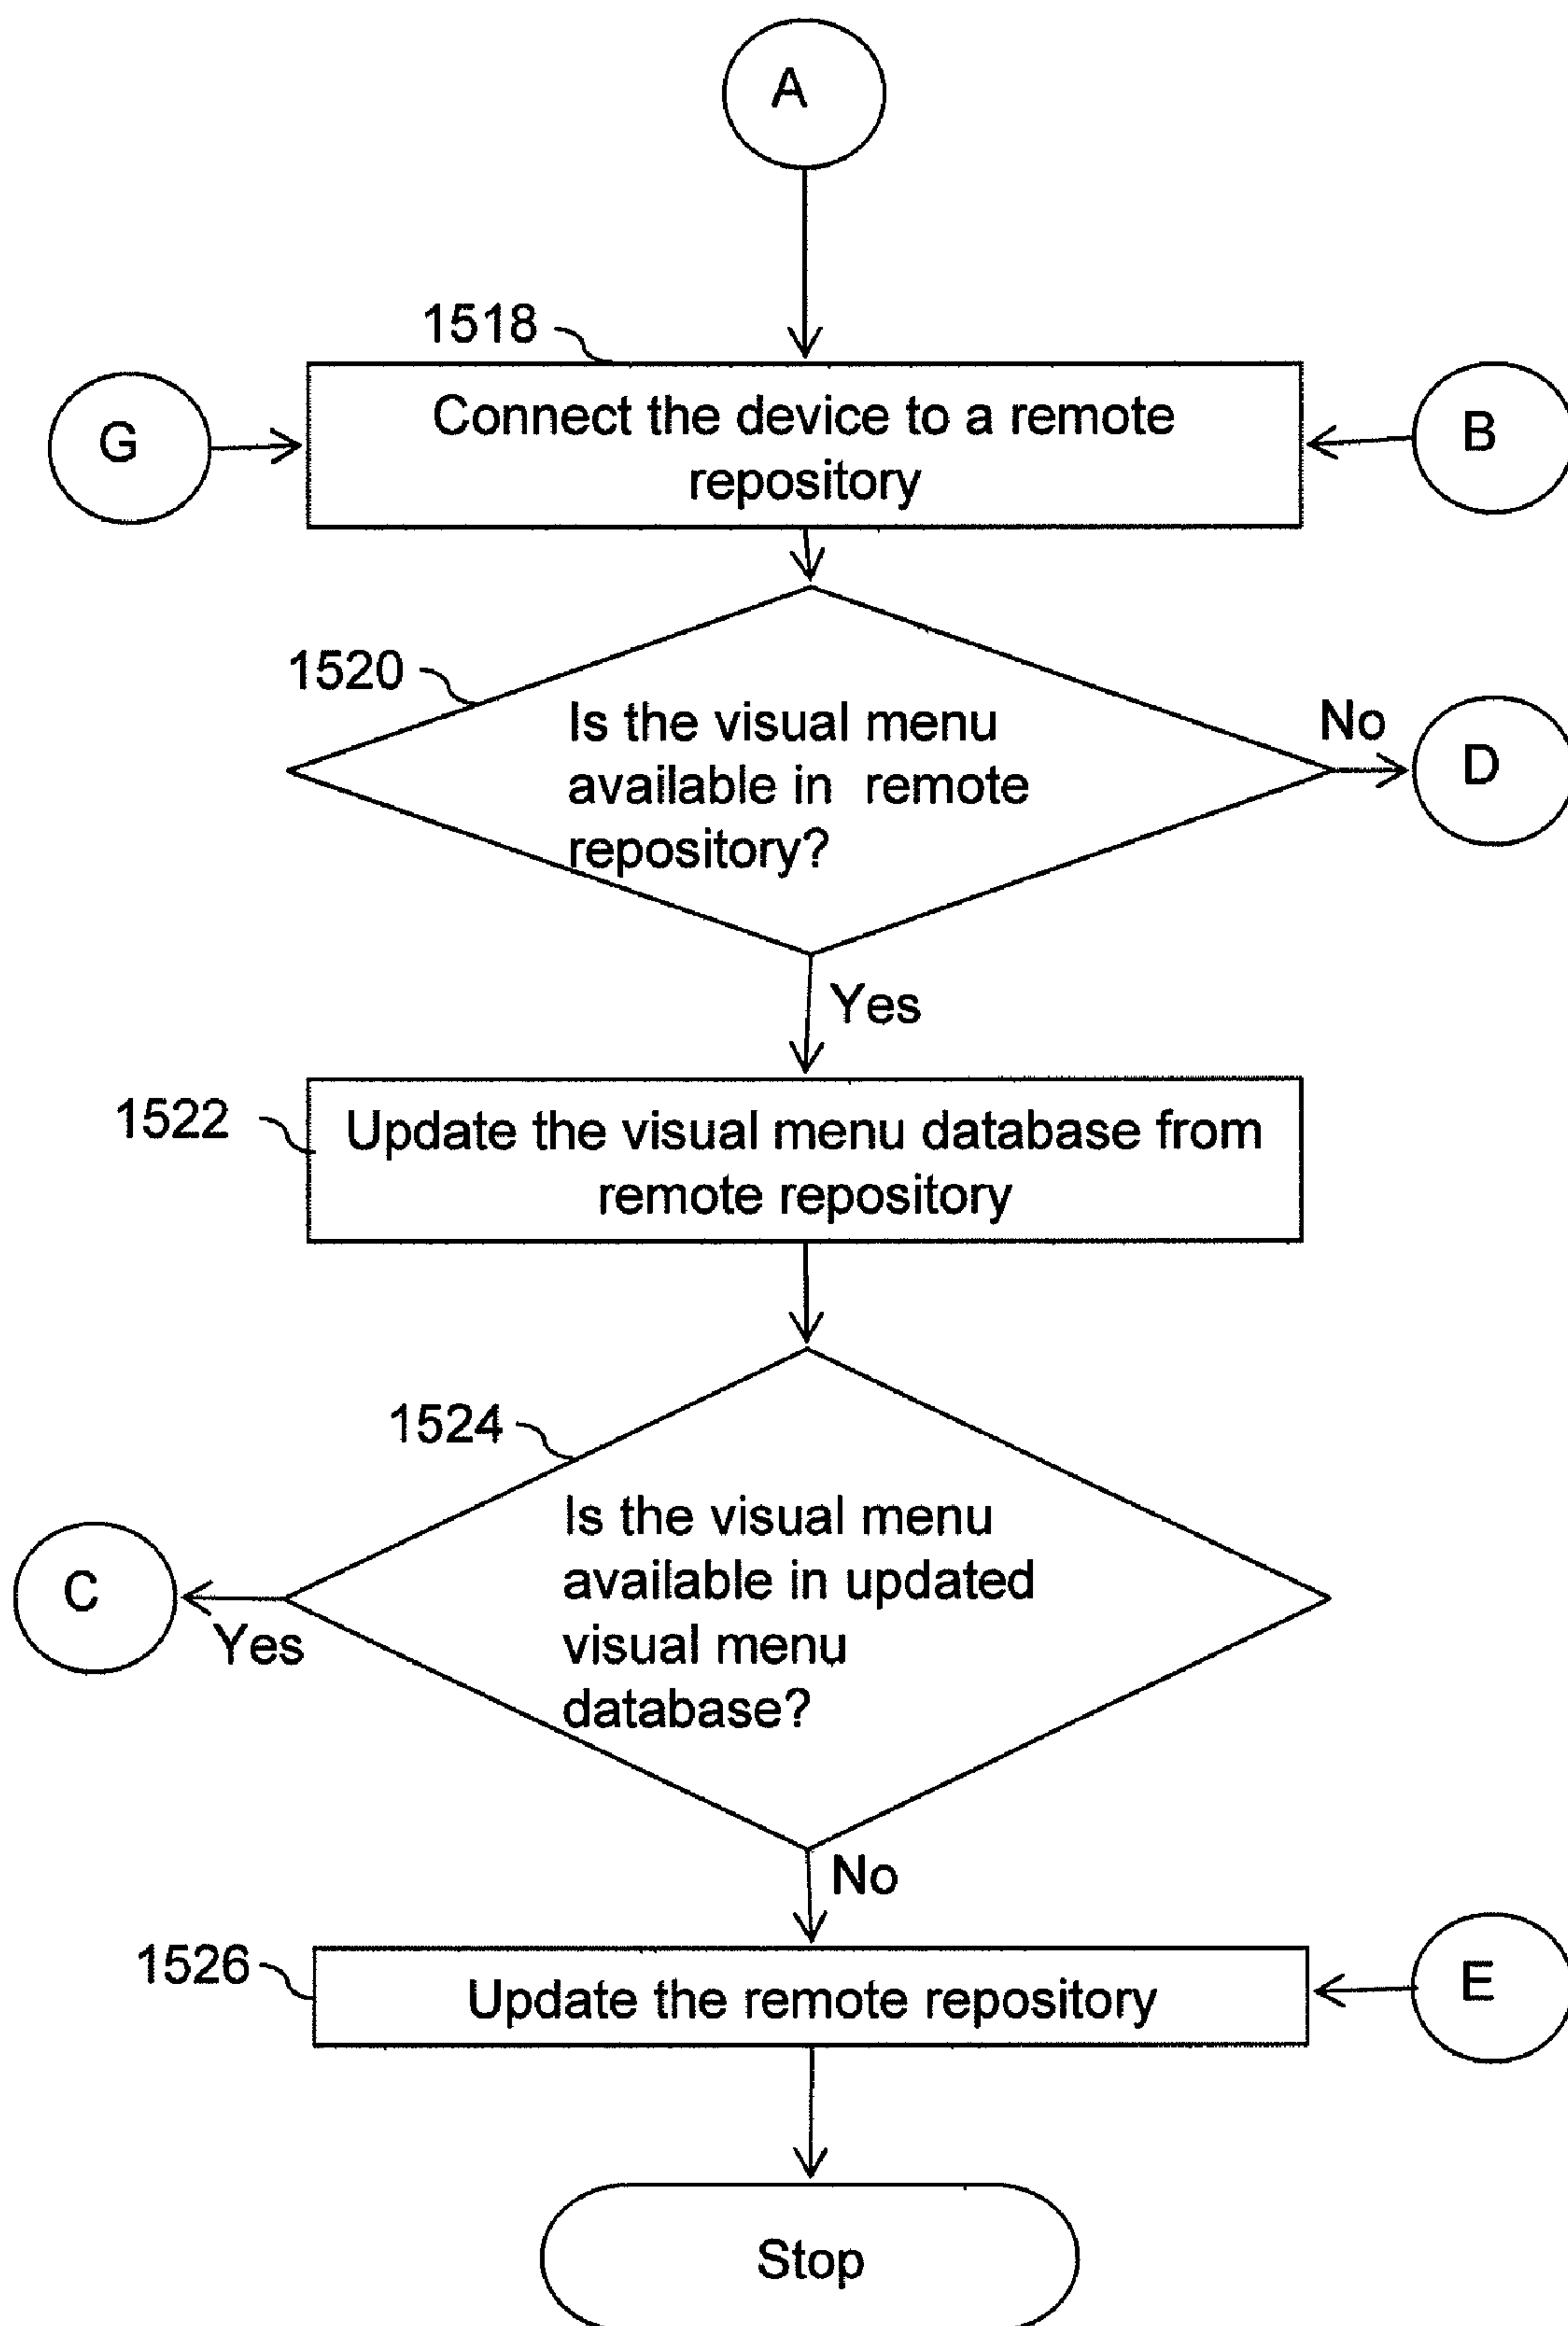 A
1518
G
Connect the device to a remote
repository
B
1520
Is the visual menu
available in remote
repository?
No
D
Yes
1522
Update the visual menu database from
remote repository
1524
Is the visual menu
available in updated
visual menu
database?
C
Yes
No
1526
Update the remote repository
E
Stop